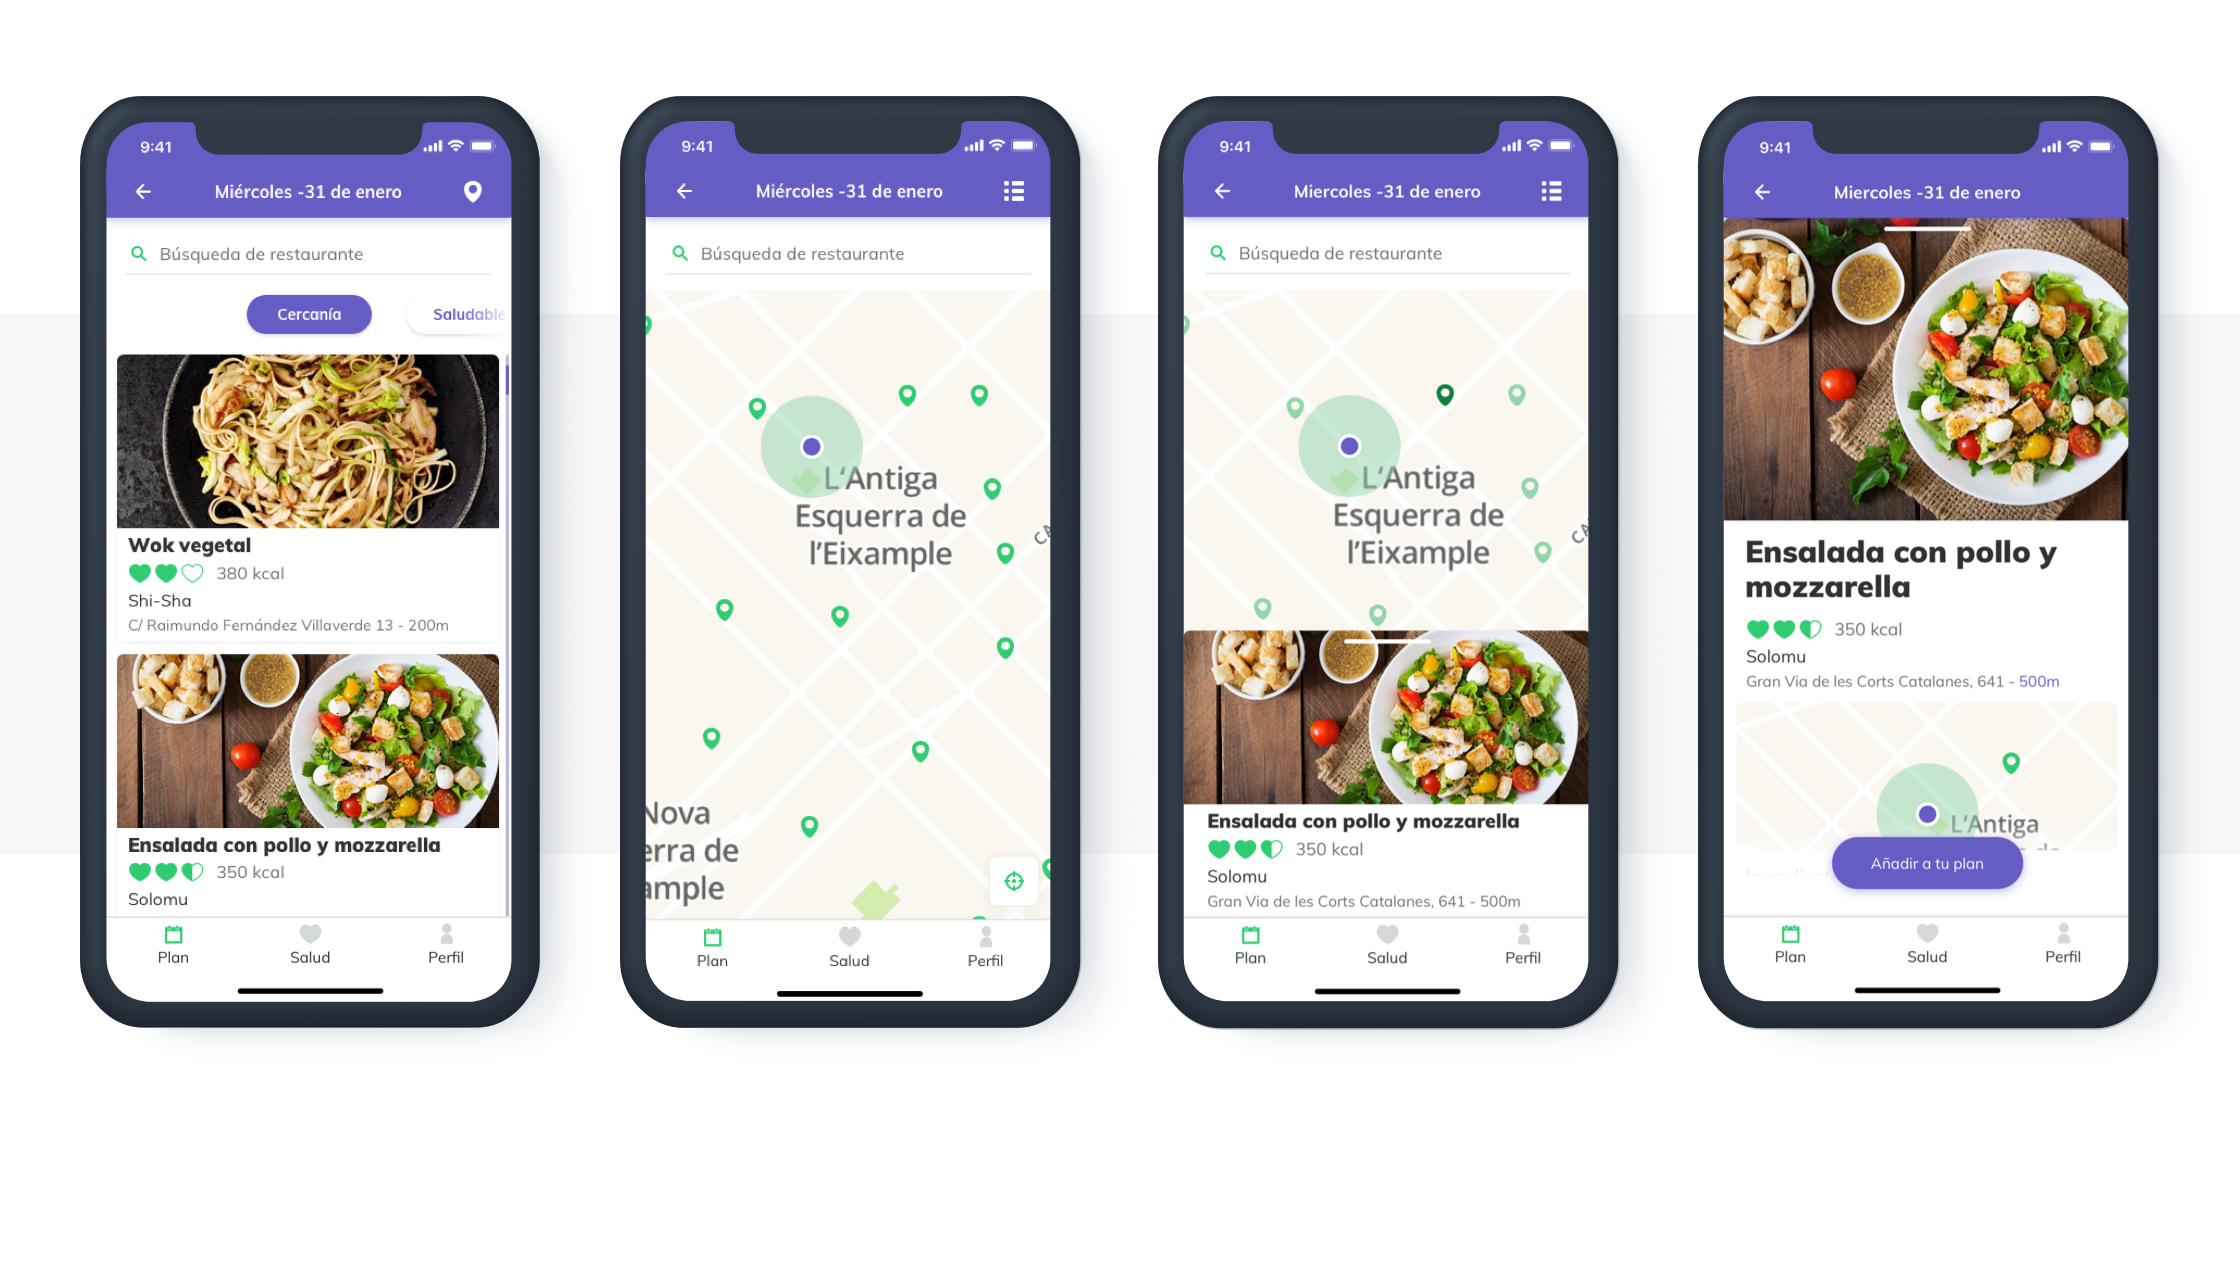 9:41
Miércoles -31 de enero
Búsqueda de restaurante
Cercanía
Saludable
Wok vegetal
380 kcal
Shi-Sha
C/ Raimundo Fernández Villaverde 13 - 200m
Ensalada con pollo y mozzarella
350 kcal
Solomu
Plan
Salud
Perfil
9:41
Miércoles -31 de enero
Búsqueda de restaurante
L'Antiga
Esquerra de
l'Eixample
CA
Nova
erra de
ample
Plan
Salud
Perfil
9:41
Miercoles -31 de enero
Búsqueda de restaurante
L'Antiga
Esquerra de
l'Eixample
CA
Ensalada con pollo y mozzarella
350 kcal
Solomu
Gran Via de les Corts Catalanes, 641 - 500m
Plan
Salud
Perfil
9:41
Miercoles -31 de enero
Ensalada con pollo y
mozzarella
350 kcal
Solomu
Gran Via de les Corts Catalanes, 641 - 500m
L'Antiga
Añadir a tu plan
Plan
Salud
Perfil